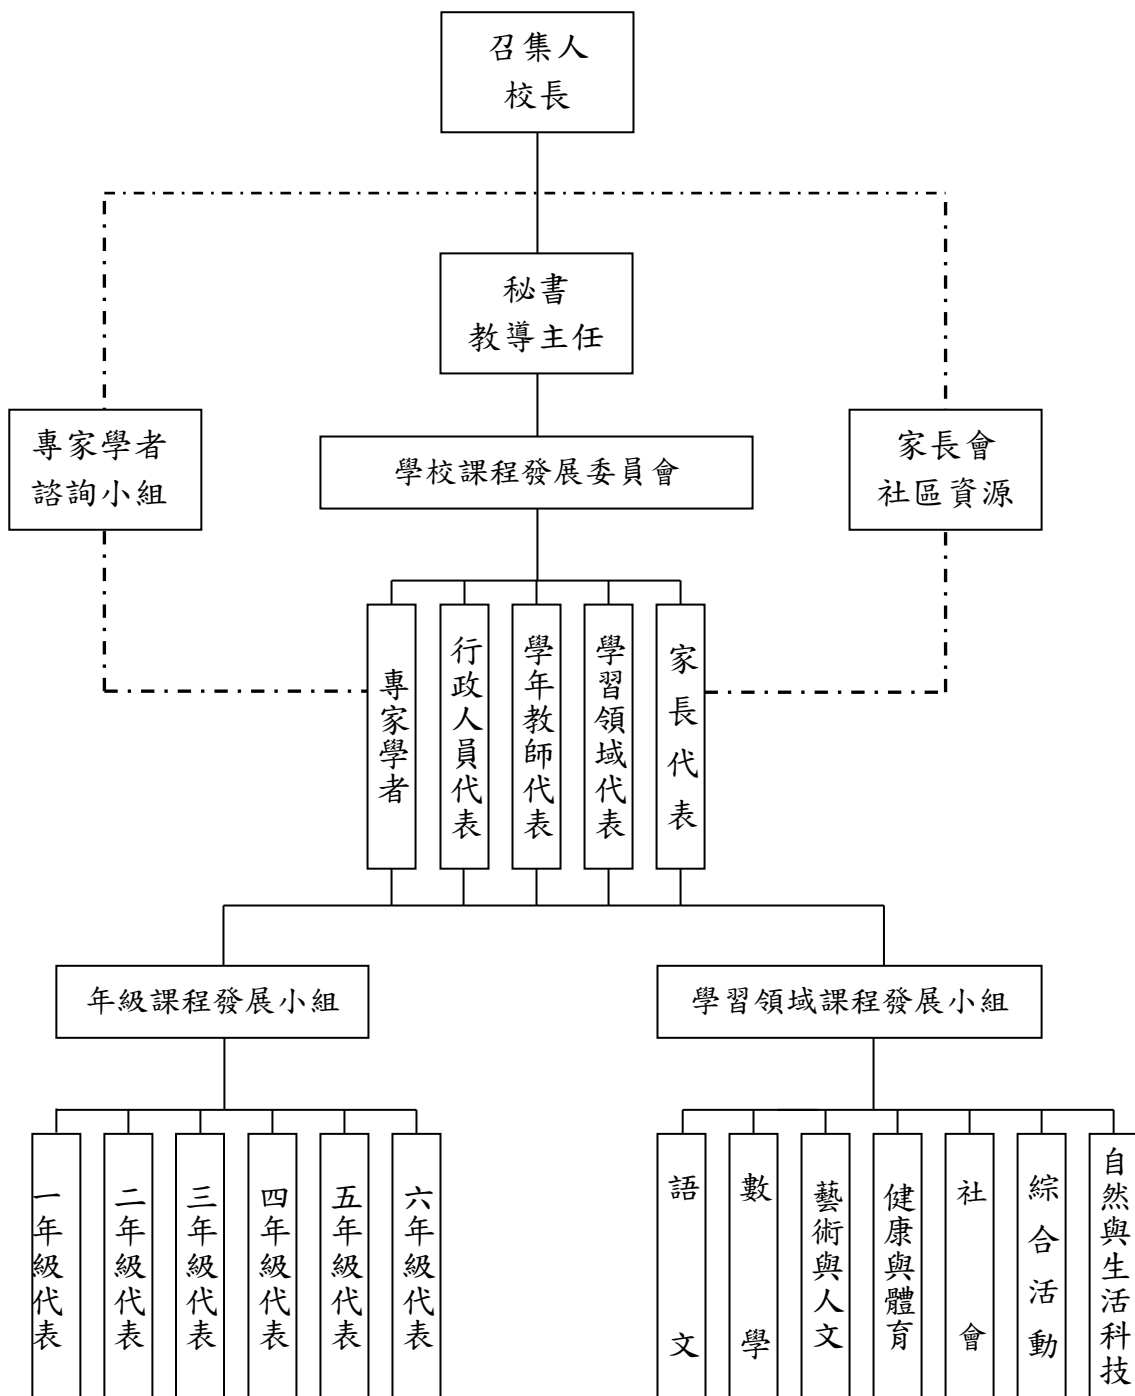 召集人
校長
秘書
教導主任
專家學者
諮詢小組
學校課程發展委員會
家長會
社區資源
專家學者
行政人員代表
學年教師代表
學習領域代表
家長代表
年級課程發展小組
學習領域課程發展小組
一年級代表
二年級代表
三年級代表
四年級代表
五年級代表
六年級代表
語文
數學
藝術與人文
健康與體育
社會
綜合活動
自然與生活科技